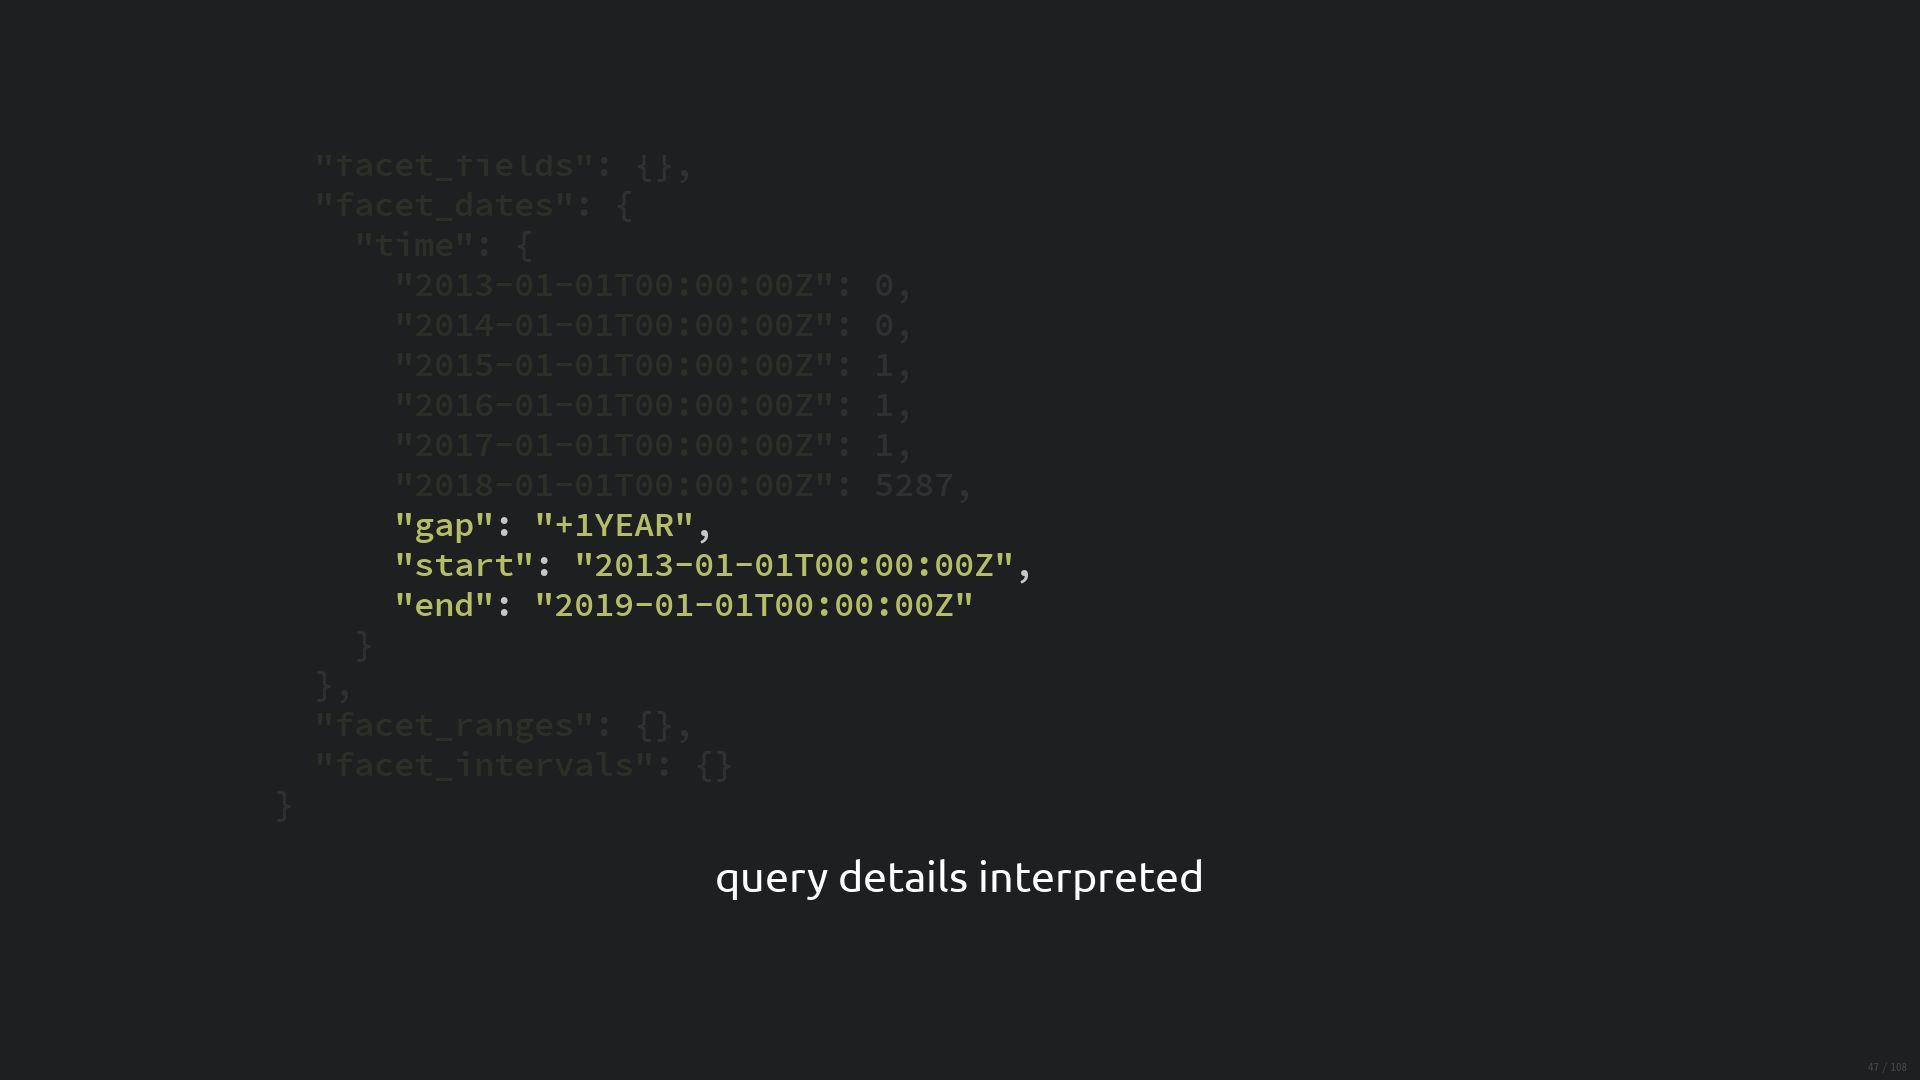 "facet_fields": {},
"facet_dates": {
"time": {
"2013-01-01T00:00:00Z": 0,
"2014-01-01T00:00:00Z": 0,
"2015-01-01T00:00:00Z": 1,
"2016-01-01T00:00:00Z": 1,
"2017-01-01T00:00:00Z": 1,
"2018-01-01T00:00:00Z": 5287,
"gap": "+1YEAR",
"start": "2013-01-01T00:00:00Z",
"end": "2019-01-01T00:00:00Z"
}
},
"facet_ranges": {},
"facet_intervals": {}
}
query details interpreted
47 / 108